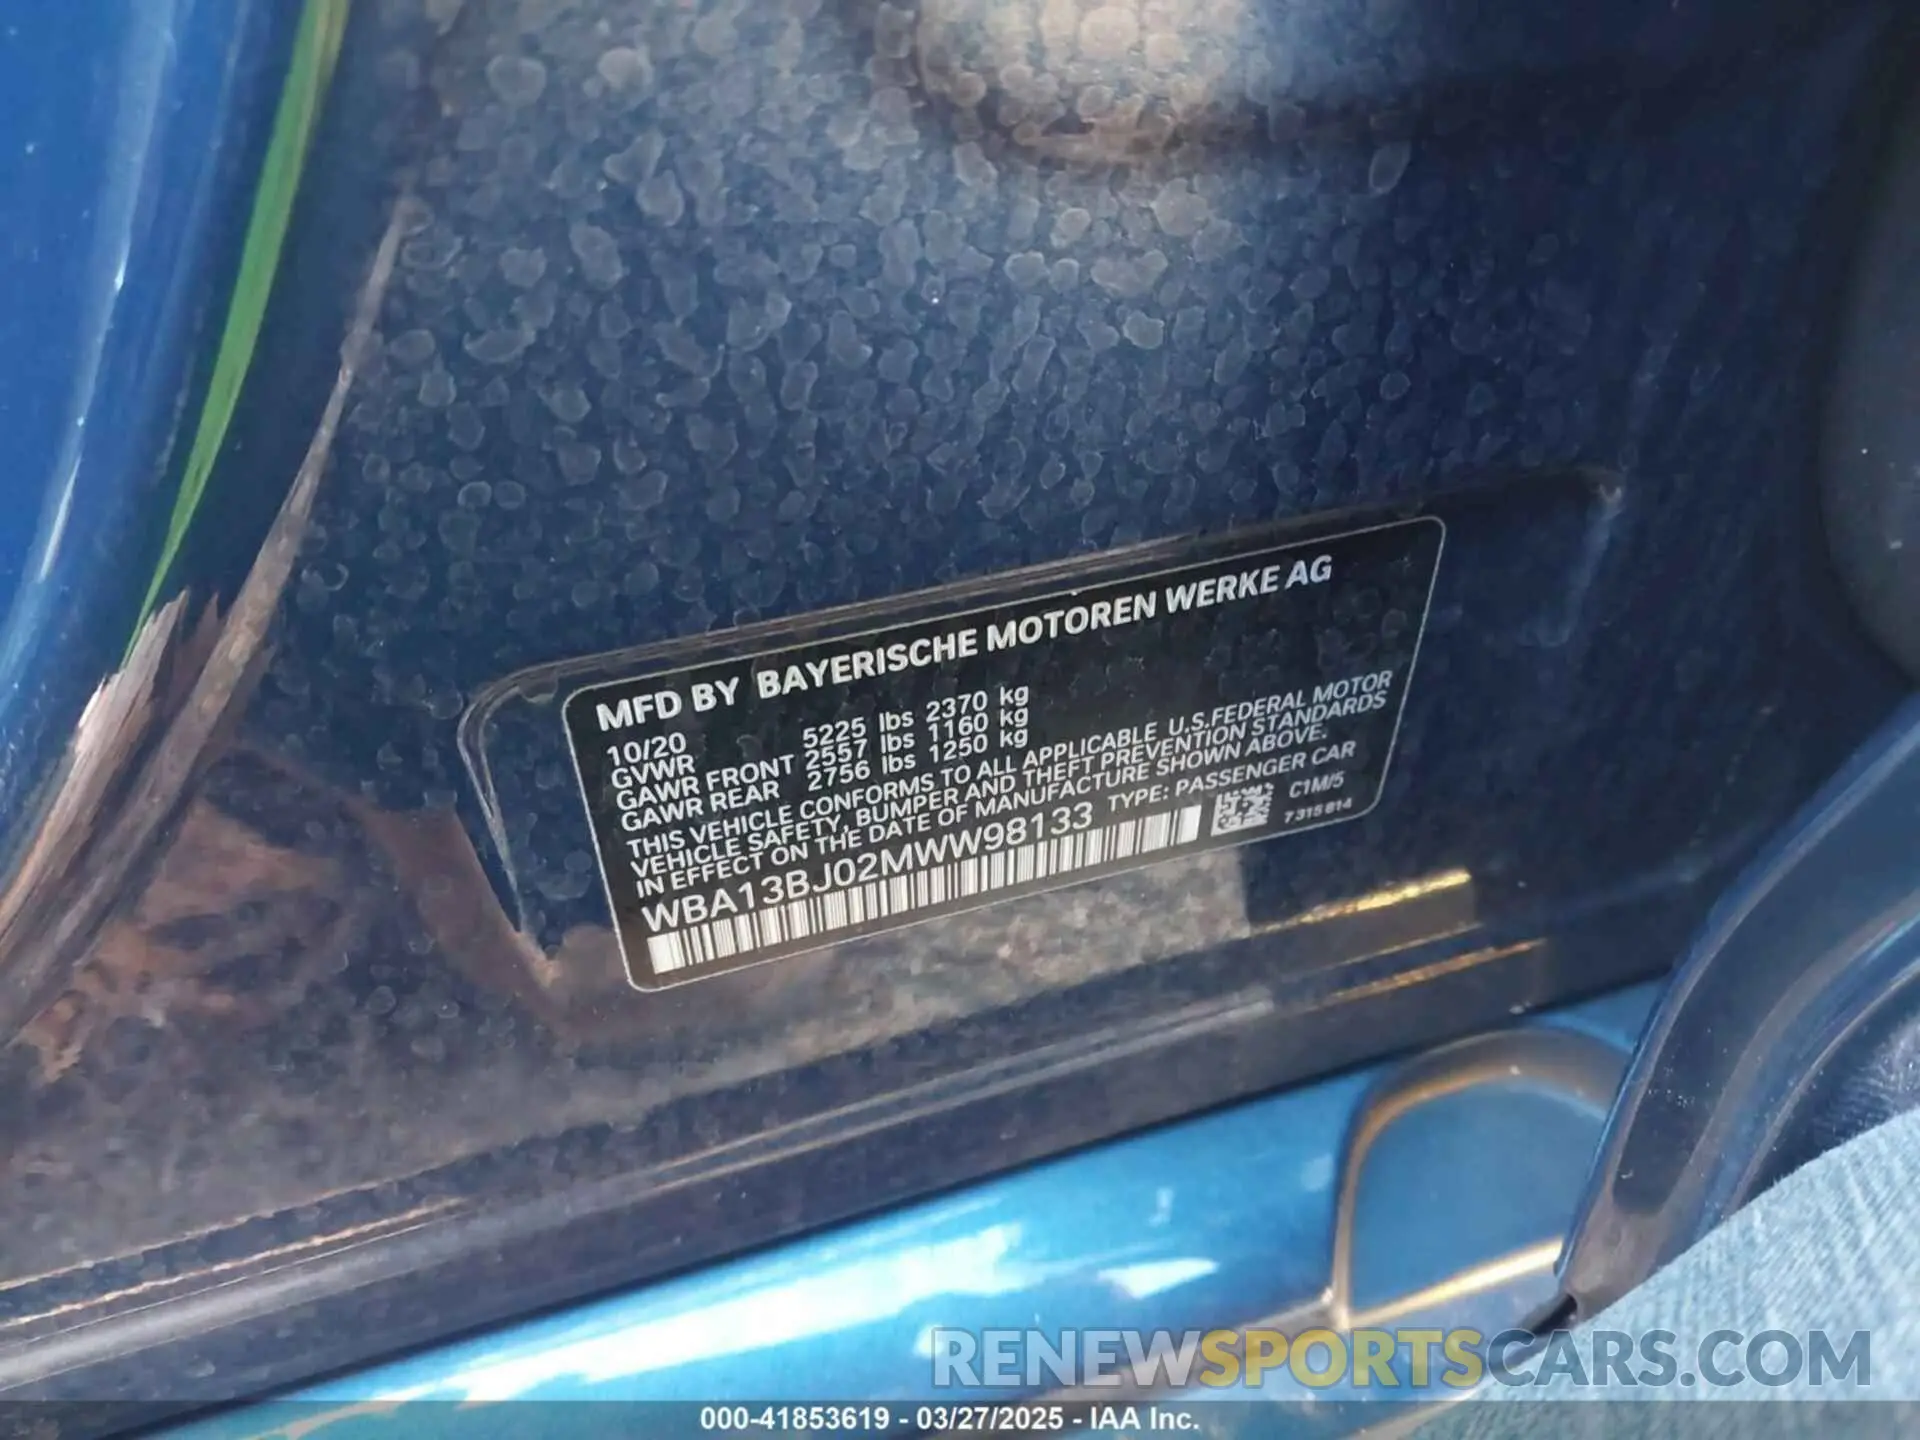 MFD BY BAYERISCHE MOTOREN WERKE AG
10/20
GVWR 5225 lbs 2370 kg
GAWR FRONT 2557 lbs 1160 kg
GAWR REAR 2756 lbs 1250 kg
THIS VEHICLE CONFORMS TO ALL APPLICABLE U.S.FEDERAL MOTOR
VEHICLE SAFETY, BUMPER AND THEFT PREVENTION STANDARDS
IN EFFECT ON THE DATE OF MANUFACTURE SHOWN ABOVE.
WBA13BJ02MWW98133 TYPE: PASSENGER CAR
C1M/5
7 315 814
RENEWSPORTSCARS.COM
000-41853619 - 03/27/2025 - IAA Inc.